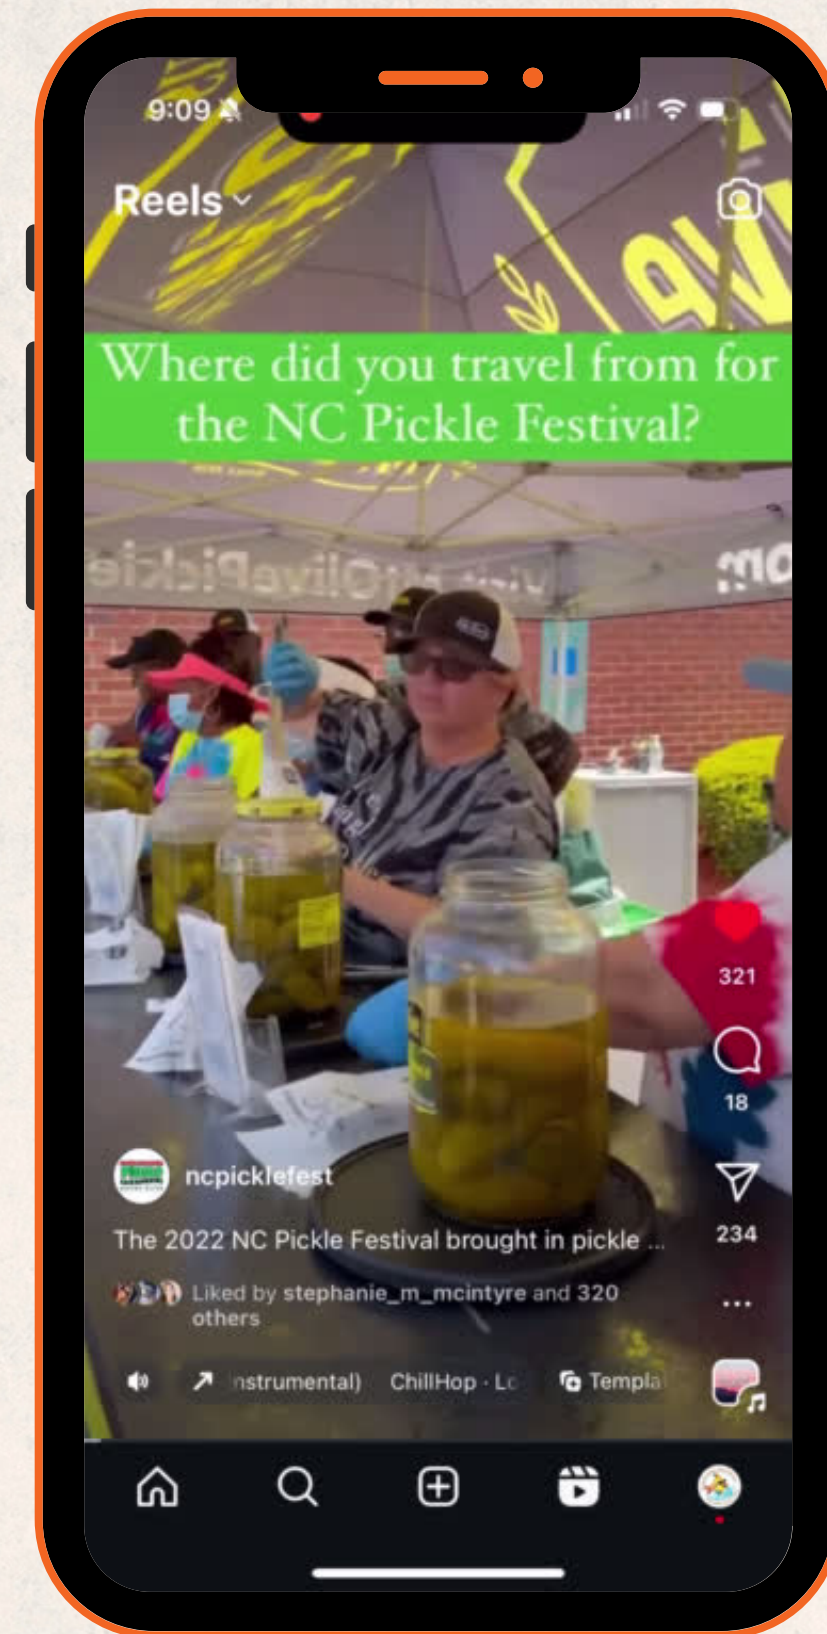 9:09
Reels
Where did you travel from for
the NC Pickle Festival?
321
18
ncpicklefest
234
The 2022 NC Pickle Festival brought in pickle ...
Liked by stephanie_m_mcintyre and 320
others
nstrumental) ChillHop · Lo
Templa